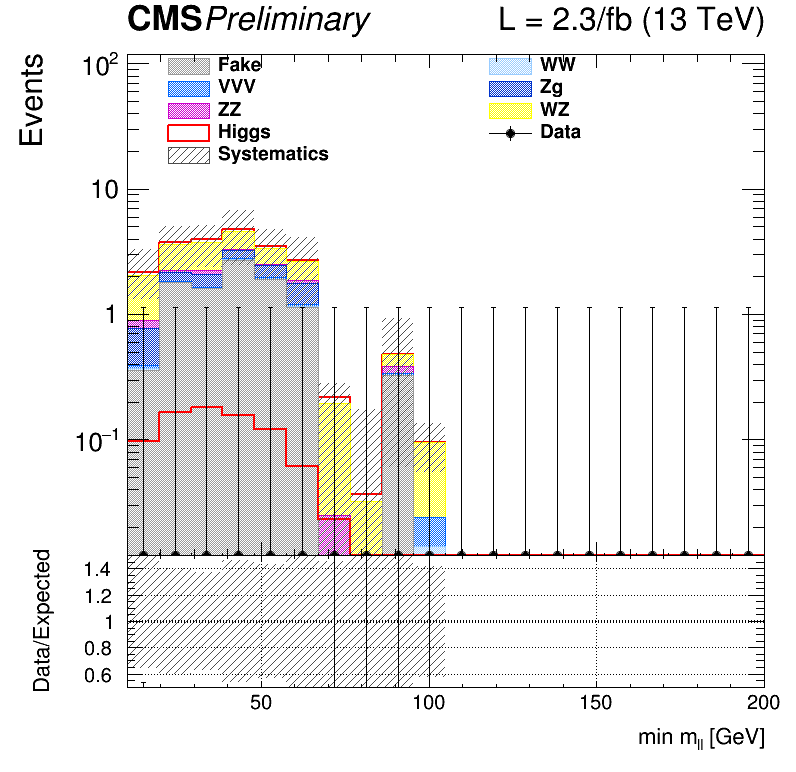 CMS Preliminary L = 2.3/fb (13 TeV)
Events
10²
10
1
10⁻¹
Fake WW
VVV Zg
ZZ WZ
Higgs Data
Systematics
Data/Expected
1.4
1.2
1
0.8
0.6
50 100 150 200
min m_ll [GeV]